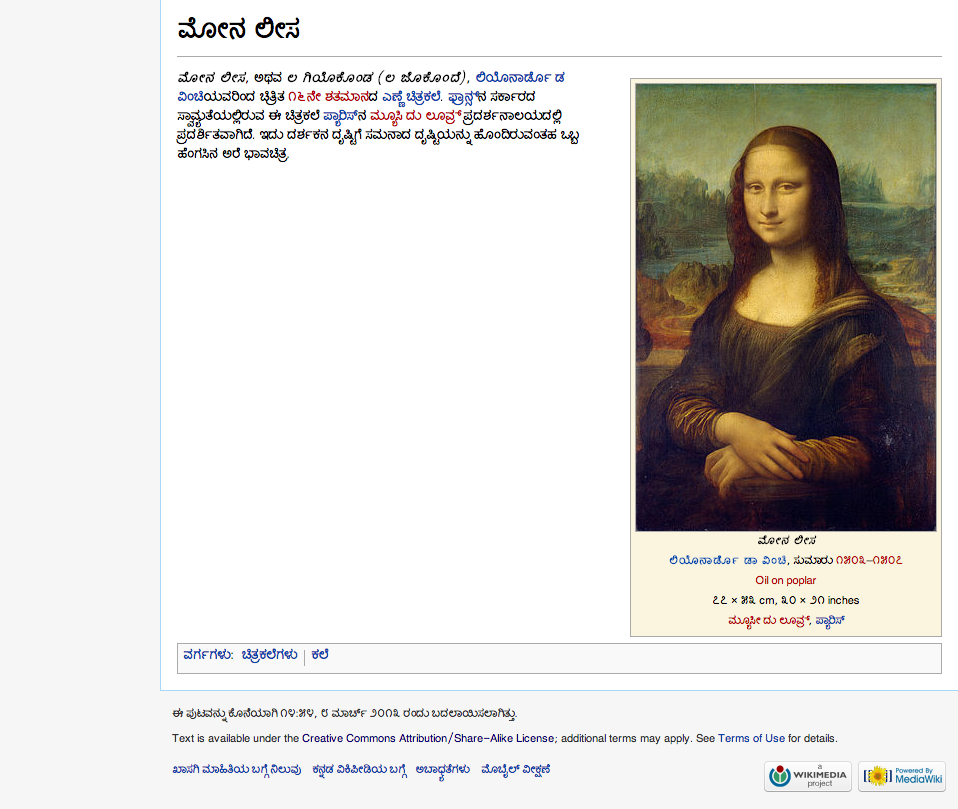 ಮೋನ ಲೀಸ
ಮೋನ ಲೀಸ, ಅಥವ ಲ ಗಿಯೊಕೊಂಡ (ಲ ಜೊಕೊಂದೆ), ಲಿಯೊನಾರ್ಡೊ ಡ
ವಿಂಚಿಯವರಿಂದ ಚಿತ್ರಿತ ೧೬ನೇ ಶತಮಾನದ ಎಣ್ಣೆ ಚಿತ್ರಕಲೆ. ಫ್ರಾನ್ಸ್‌ನ ಸರ್ಕಾರದ
ಸ್ವಾಮ್ಯತೆಯಲ್ಲಿರುವ ಈ ಚಿತ್ರಕಲೆ ಪ್ಯಾರಿಸ್‌ನ ಮ್ಯೂಸಿ ದು ಲೂವ್ರ್ ಪ್ರದರ್ಶನಾಲಯದಲ್ಲಿ
ಪ್ರದರ್ಶಿತವಾಗಿದೆ. ಇದು ದರ್ಶಕನ ದೃಷ್ಟಿಗೆ ಸಮನಾದ ದೃಷ್ಟಿಯನ್ನು ಹೊಂದಿರುವಂತಹ ಒಬ್ಬ
ಹೆಂಗಸಿನ ಅರೆ ಭಾವಚಿತ್ರ.
ಮೋನ ಲೀಸ
ಲಿಯೊನಾರ್ಡೊ ಡಾ ವಿಂಚಿ, ಸುಮಾರು ೧೫೦೩–೧೫೦೭
Oil on poplar
೭೭ × ೫೩ cm, ೩೦ × ೨೧ inches
ಮ್ಯೂಸೀ ದು ಲೂವ್ರ್, ಪ್ಯಾರಿಸ್
ವರ್ಗಗಳು: ಚಿತ್ರಕಲೆಗಳು | ಕಲೆ
ಈ ಪುಟವನ್ನು ಕೊನೆಯಾಗಿ ೧೪:೫೪, ೮ ಮಾರ್ಚ್ ೨೦೧೩ ರಂದು ಬದಲಾಯಿಸಲಾಗಿತ್ತು.
Text is available under the Creative Commons Attribution/Share-Alike License; additional terms may apply. See Terms of Use for details.
ಖಾಸಗಿ ಮಾಹಿತಿಯ ಬಗ್ಗೆ ನಿಲುವು ಕನ್ನಡ ವಿಕಿಪೀಡಿಯ ಬಗ್ಗೆ ಅಬಾಧ್ಯತೆಗಳು ಮೊಬೈಲ್ ವೀಕ್ಷಣೆ
a WIKIMEDIA project
Powered By MediaWiki